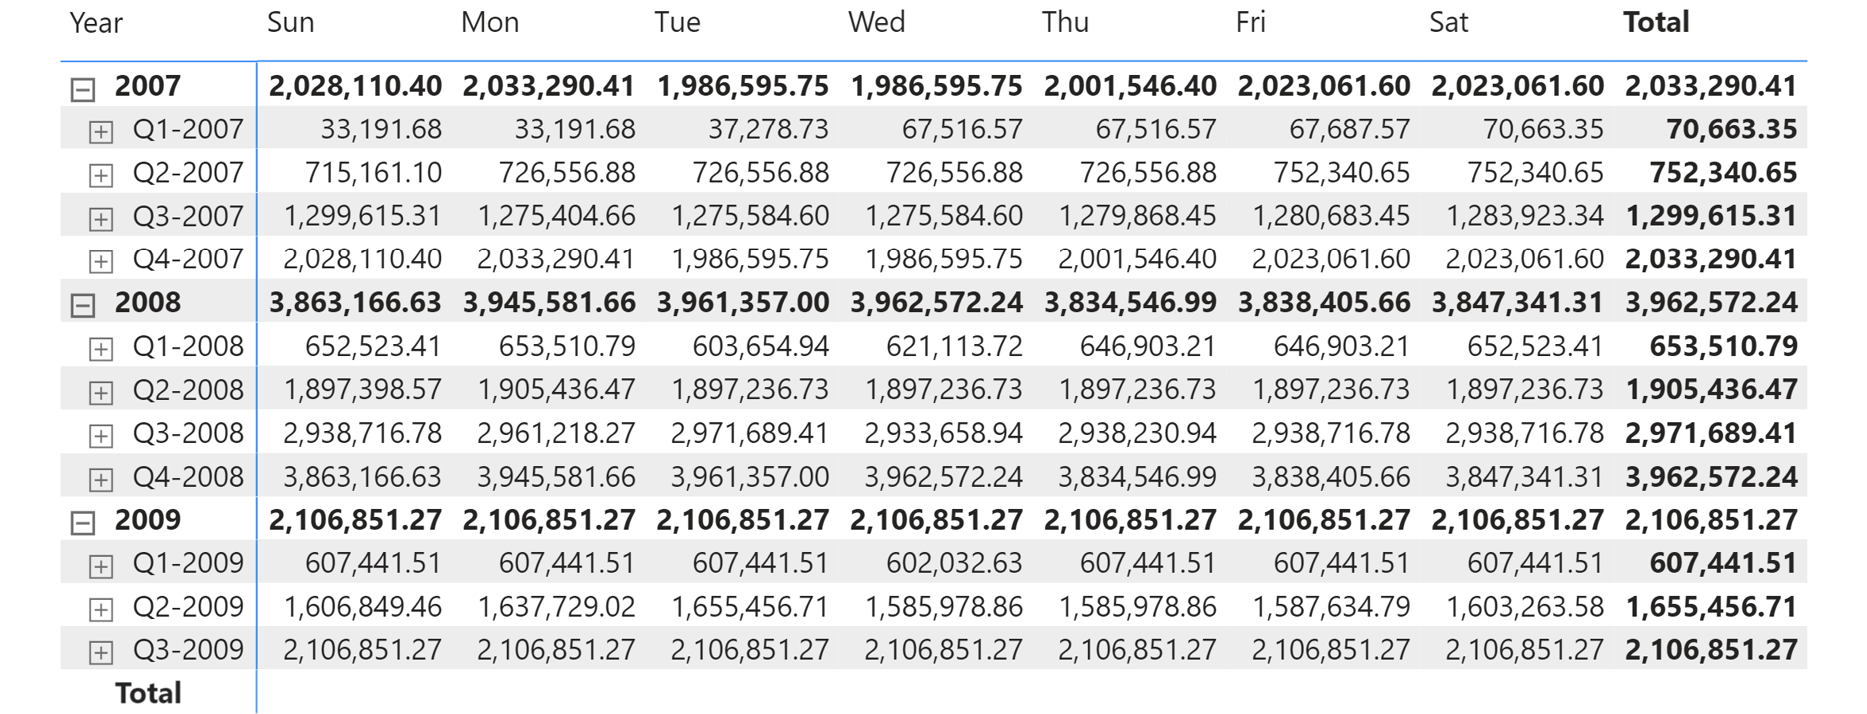 Year Sun Mon Tue Wed Thu Fri Sat Total
2007 2,028,110.40 2,033,290.41 1,986,595.75 1,986,595.75 2,001,546.40 2,023,061.60 2,023,061.60 2,033,290.41
Q1-2007 33,191.68 33,191.68 37,278.73 67,516.57 67,516.57 67,687.57 70,663.35 70,663.35
Q2-2007 715,161.10 726,556.88 726,556.88 726,556.88 726,556.88 752,340.65 752,340.65 752,340.65
Q3-2007 1,299,615.31 1,275,404.66 1,275,584.60 1,275,584.60 1,279,868.45 1,280,683.45 1,283,923.34 1,299,615.31
Q4-2007 2,028,110.40 2,033,290.41 1,986,595.75 1,986,595.75 2,001,546.40 2,023,061.60 2,023,061.60 2,033,290.41
2008 3,863,166.63 3,945,581.66 3,961,357.00 3,962,572.24 3,834,546.99 3,838,405.66 3,847,341.31 3,962,572.24
Q1-2008 652,523.41 653,510.79 603,654.94 621,113.72 646,903.21 646,903.21 652,523.41 653,510.79
Q2-2008 1,897,398.57 1,905,436.47 1,897,236.73 1,897,236.73 1,897,236.73 1,897,236.73 1,897,236.73 1,905,436.47
Q3-2008 2,938,716.78 2,961,218.27 2,971,689.41 2,933,658.94 2,938,230.94 2,938,716.78 2,938,716.78 2,971,689.41
Q4-2008 3,863,166.63 3,945,581.66 3,961,357.00 3,962,572.24 3,834,546.99 3,838,405.66 3,847,341.31 3,962,572.24
2009 2,106,851.27 2,106,851.27 2,106,851.27 2,106,851.27 2,106,851.27 2,106,851.27 2,106,851.27 2,106,851.27
Q1-2009 607,441.51 607,441.51 607,441.51 602,032.63 607,441.51 607,441.51 607,441.51 607,441.51
Q2-2009 1,606,849.46 1,637,729.02 1,655,456.71 1,585,978.86 1,585,978.86 1,587,634.79 1,603,263.58 1,655,456.71
Q3-2009 2,106,851.27 2,106,851.27 2,106,851.27 2,106,851.27 2,106,851.27 2,106,851.27 2,106,851.27 2,106,851.27
Total